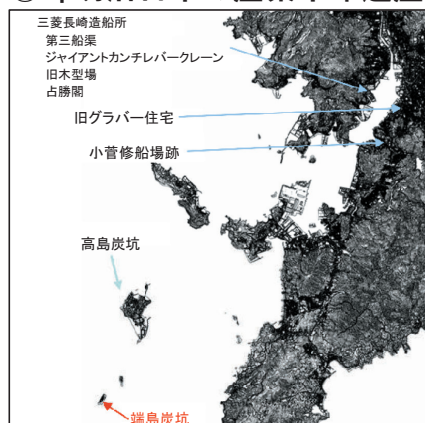 三菱長崎造船所
第三船渠
ジャイアントカンチレバークレーン
旧木型場
占勝閣
旧グラバー住宅
小菅修船場跡
高島炭坑
端島炭坑